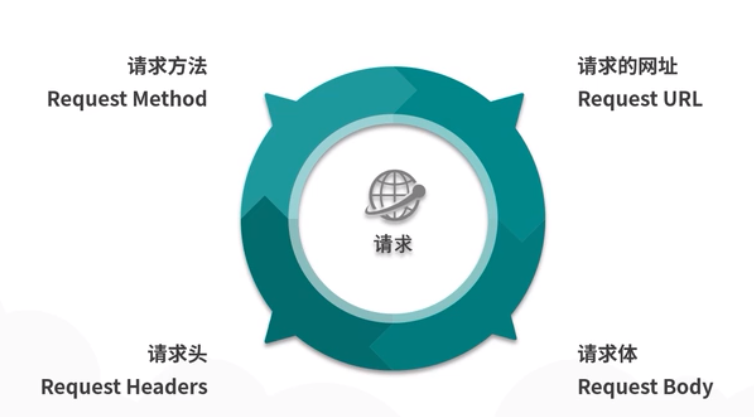 请求方法
Request Method
请求的网址
Request URL
请求
请求头
Request Headers
请求体
Request Body